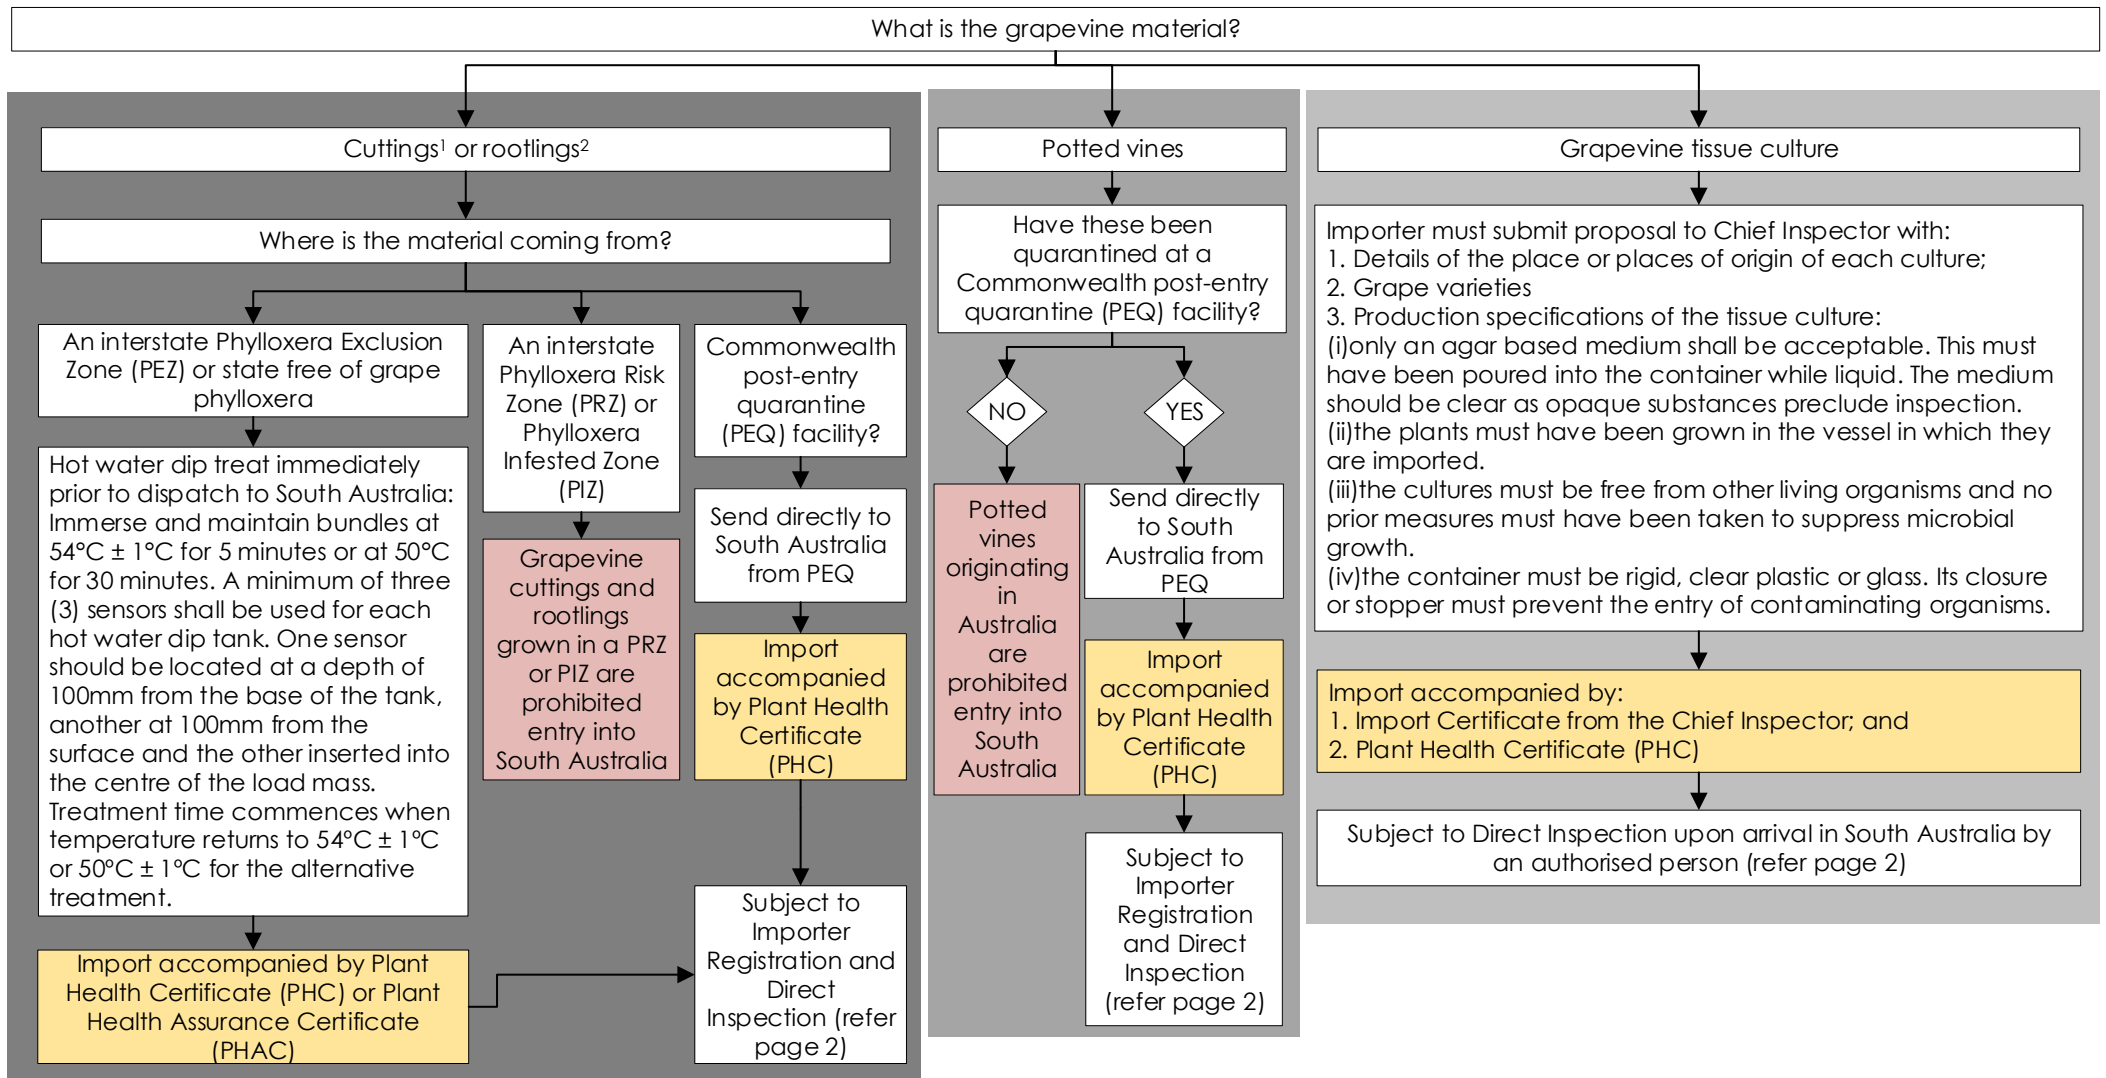 What is the grapevine material?
Cuttings¹ or rootlings²
Where is the material coming from?
An interstate Phylloxera Exclusion
Zone (PEZ) or state free of grape
phylloxera
Hot water dip treat immediately
prior to dispatch to South Australia:
Immerse and maintain bundles at
54°C ± 1°C for 5 minutes or at 50°C
for 30 minutes. A minimum of three
(3) sensors shall be used for each
hot water dip tank. One sensor
should be located at a depth of
100mm from the base of the tank,
another at 100mm from the
surface and the other inserted into
the centre of the load mass.
Treatment time commences when
temperature returns to 54°C ± 1°C
or 50°C ± 1°C for the alternative
treatment.
Import accompanied by Plant
Health Certificate (PHC) or Plant
Health Assurance Certificate
(PHAC)
An interstate
Phylloxera Risk
Zone (PRZ) or
Phylloxera
Infested Zone
(PIZ)
Grapevine
cuttings and
rootlings
grown in a PRZ
or PIZ are
prohibited
entry into
South Australia
Commonwealth
post-entry
quarantine
(PEQ) facility?
Send directly to
South Australia
from PEQ
Import
accompanied
by Plant Health
Certificate
(PHC)
Subject to
Importer
Registration and
Direct
Inspection (refer
page 2)
Potted vines
Have these been
quarantined at a
Commonwealth post-entry
quarantine (PEQ) facility?
NO
Potted
vines
originating
in
Australia
are
prohibited
entry into
South
Australia
YES
Send directly
to South
Australia from
PEQ
Import
accompanied
by Plant Health
Certificate
(PHC)
Subject to
Importer
Registration
and Direct
Inspection
(refer page 2)
Grapevine tissue culture
Importer must submit proposal to Chief Inspector with:
1. Details of the place or places of origin of each culture;
2. Grape varieties
3. Production specifications of the tissue culture:
(i)only an agar based medium shall be acceptable. This must
have been poured into the container while liquid. The medium
should be clear as opaque substances preclude inspection.
(ii)the plants must have been grown in the vessel in which they
are imported.
(iii)the cultures must be free from other living organisms and no
prior measures must have been taken to suppress microbial
growth.
(iv)the container must be rigid, clear plastic or glass. Its closure
or stopper must prevent the entry of contaminating organisms.
Import accompanied by:
1. Import Certificate from the Chief Inspector; and
2. Plant Health Certificate (PHC)
Subject to Direct Inspection upon arrival in South Australia by
an authorised person (refer page 2)